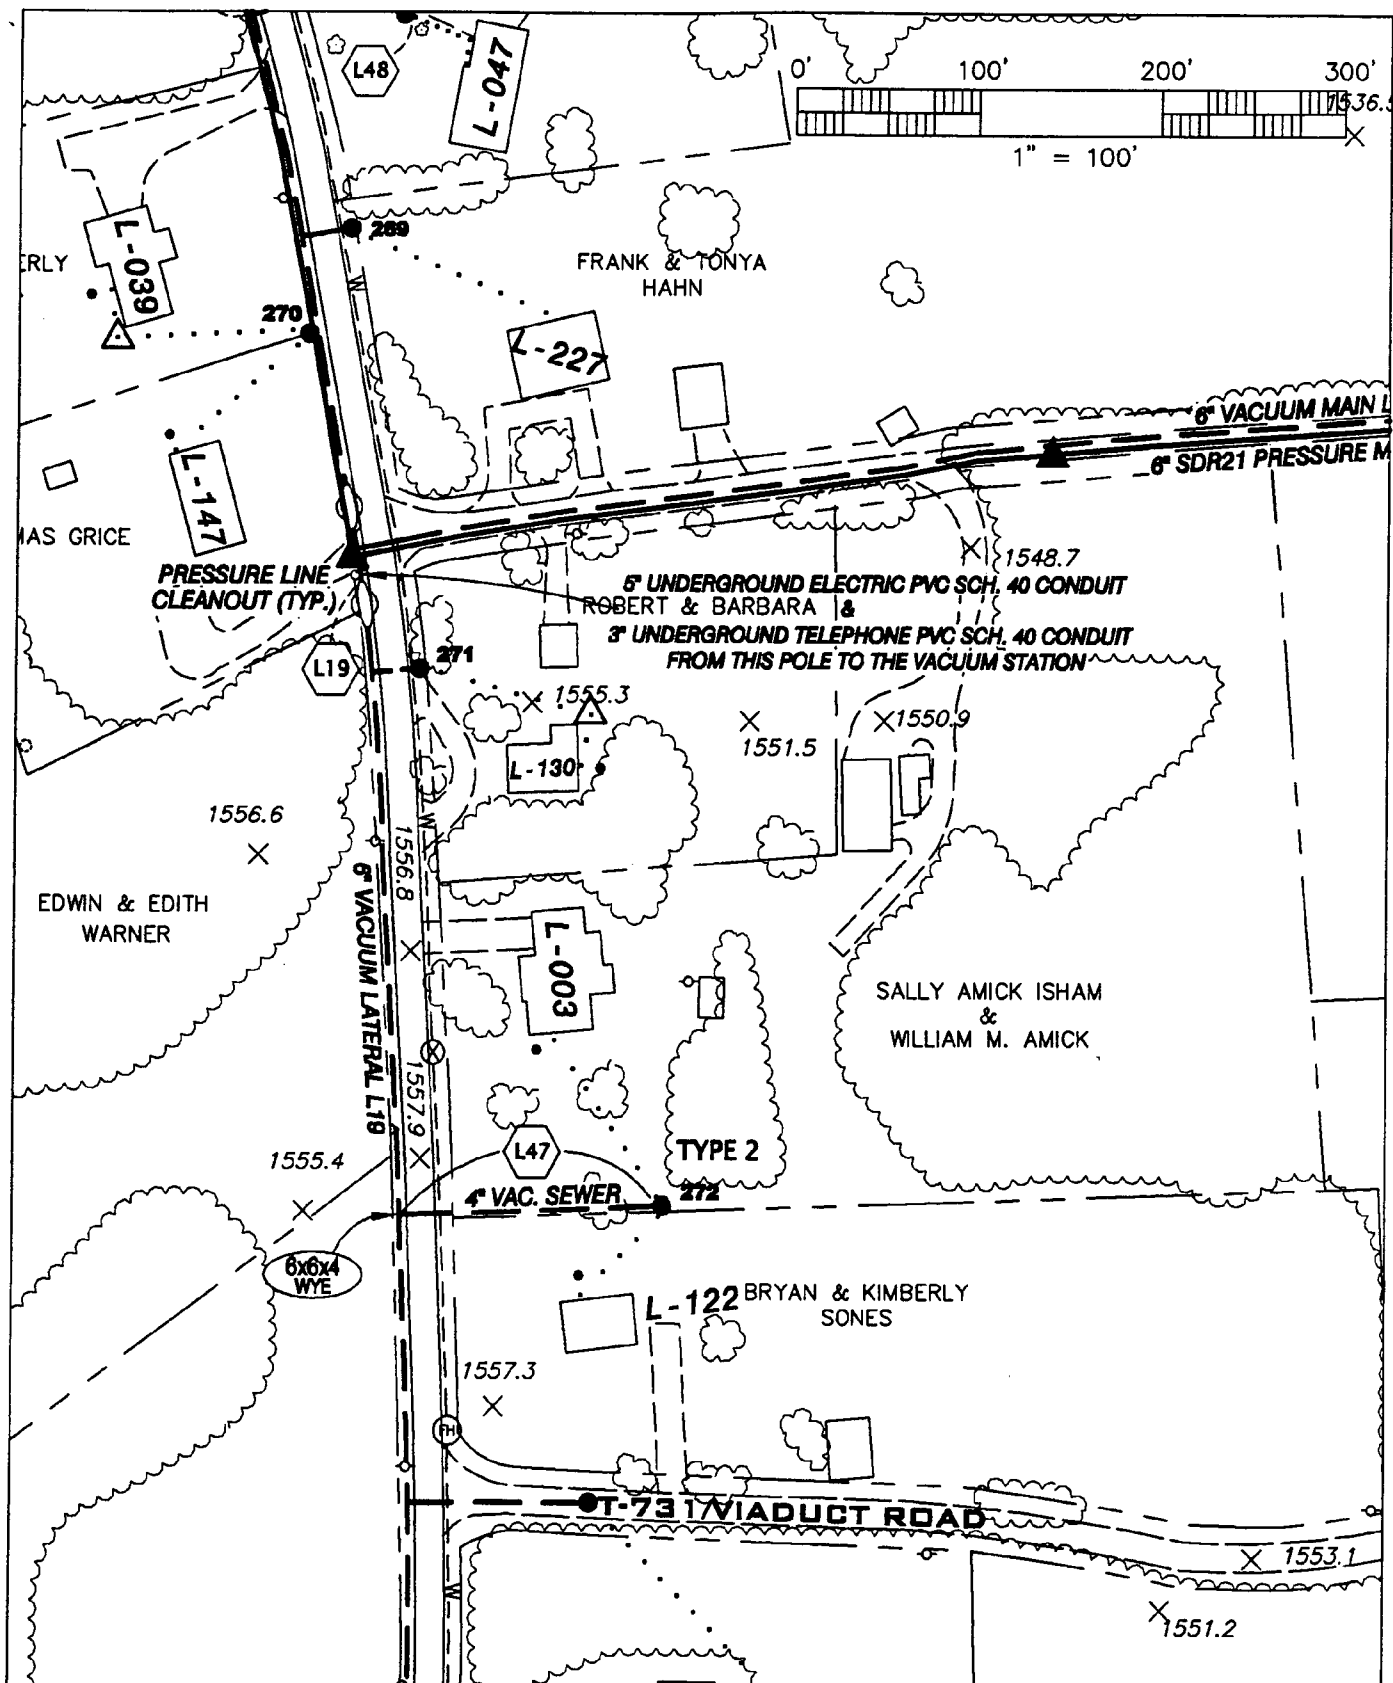 L48
L-047
0' 100' 200' 300'
1" = 100'
1536.5
ERLY
L-039
269
270
FRANK & TONYA
HAHN
L-227
L-147
6" VACUUM MAIN L
6" SDR21 PRESSURE M
MAS GRICE
PRESSURE LINE
CLEANOUT (TYP.)
1548.7
5" UNDERGROUND ELECTRIC PVC SCH. 40 CONDUIT
ROBERT & BARBARA &
3" UNDERGROUND TELEPHONE PVC SCH. 40 CONDUIT
FROM THIS POLE TO THE VACUUM STATION
W
L19
271
1555.3
1551.5
1550.9
L-130
1556.6
W
1556.8
6" VACUUM LATERAL L19
EDWIN & EDITH
WARNER
L-003
SALLY AMICK ISHAM
&
WILLIAM M. AMICK
1557.9
L47
TYPE 2
1555.4
4" VAC. SEWER
272
6x6x4
WYE
L-122
BRYAN & KIMBERLY
SONES
1557.3
FH
T-731/VIADUCT ROAD
1553.1
W
1551.2